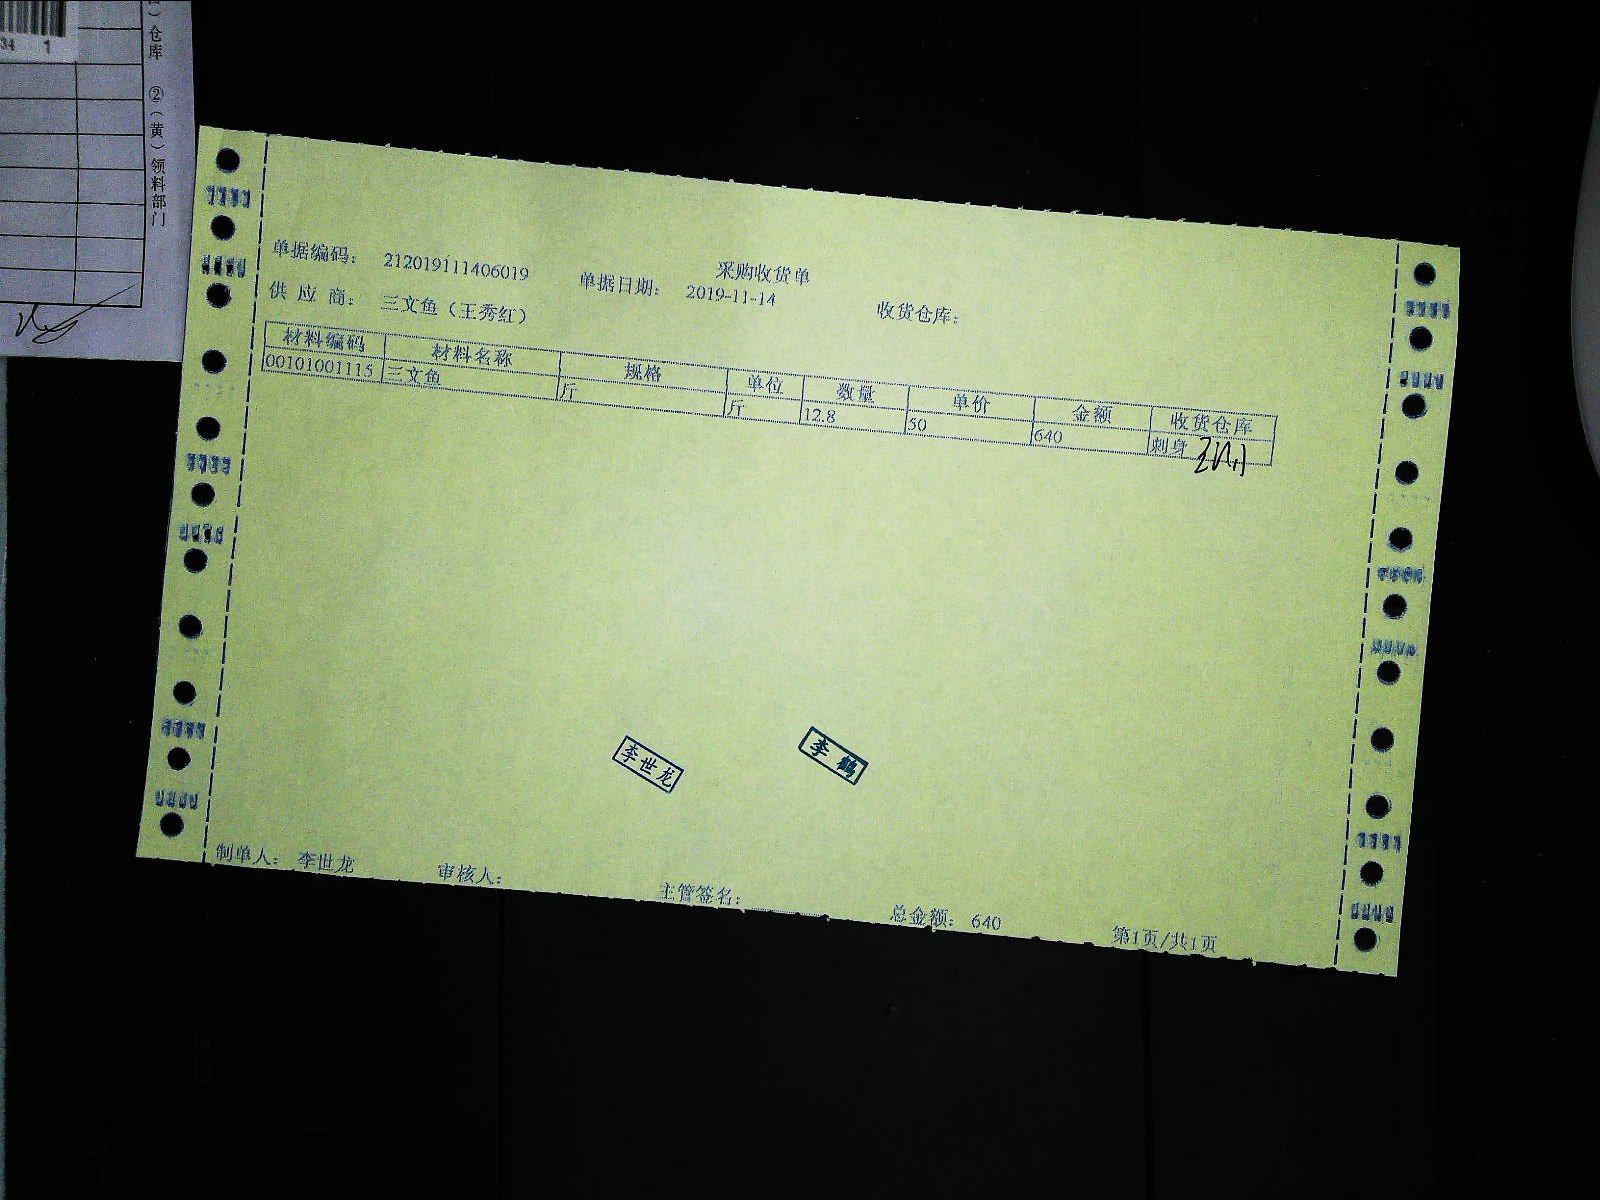 34 1
）仓库 ②（黄）领料部门
采购收货单
单据编码： 212019111406019 单据日期： 2019-11-14 收货仓库：
供 应 商： 三文鱼（王秀红）
材料编码 材料名称 规格 单位 数量 单价 金额 收货仓库
00101001115 三文鱼 斤 斤 12.8 50 640 刺身
李世龙 李鹤
制单人： 李世龙 审核人： 主管签名： 总金额： 640 第1页/共1页